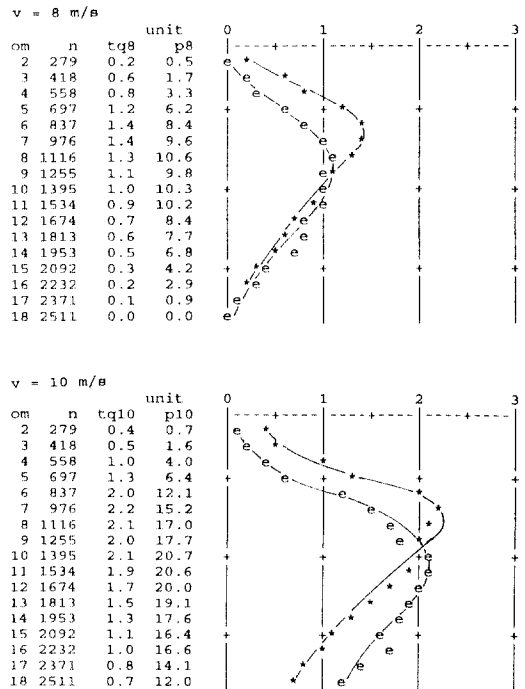 v = 8 m/s
unit
om n tq8 p8
0 1 2 3
2 279 0.2 0.5
3 418 0.6 1.7
4 558 0.8 3.3
5 697 1.2 6.2
6 837 1.4 8.4
7 976 1.4 9.6
8 1116 1.3 10.6
9 1255 1.1 9.8
10 1395 1.0 10.3
11 1534 0.9 10.2
12 1674 0.7 8.4
13 1813 0.6 7.7
14 1953 0.5 6.8
15 2092 0.3 4.2
16 2232 0.2 2.9
17 2371 0.1 0.9
18 2511 0.0 0.0
v = 10 m/s
unit
om n tq10 p10
0 1 2 3
2 279 0.4 0.7
3 418 0.5 1.6
4 558 1.0 4.0
5 697 1.3 6.4
6 837 2.0 12.1
7 976 2.2 15.2
8 1116 2.1 17.0
9 1255 2.0 17.7
10 1395 2.1 20.7
11 1534 1.9 20.6
12 1674 1.7 20.0
13 1813 1.5 19.1
14 1953 1.3 17.6
15 2092 1.1 16.4
16 2232 1.0 16.6
17 2371 0.8 14.1
18 2511 0.7 12.0